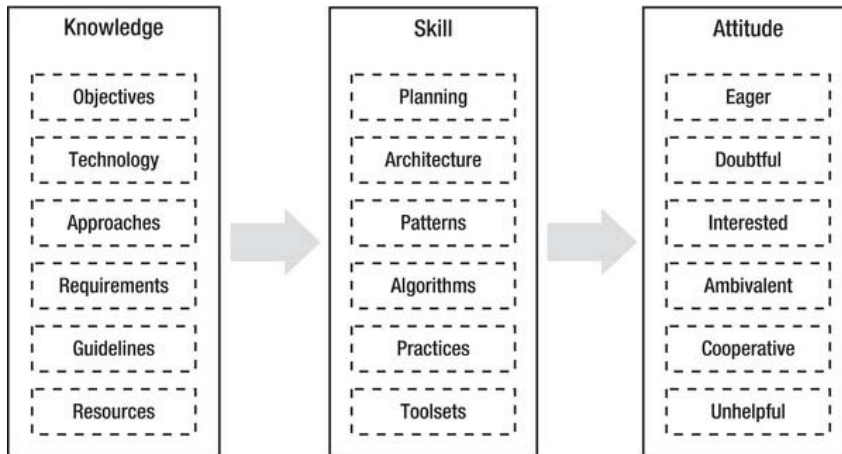 Knowledge
Objectives
Technology
Approaches
Requirements
Guidelines
Resources
Skill
Planning
Architecture
Patterns
Algorithms
Practices
Toolsets
Attitude
Eager
Doubtful
Interested
Ambivalent
Cooperative
Unhelpful